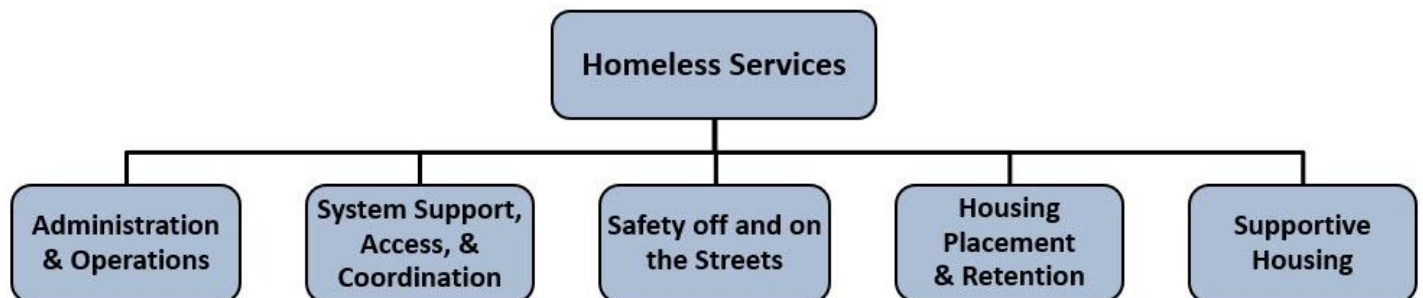 Homeless Services
Administration
& Operations
System Support,
Access, &
Coordination
Safety off and on
the Streets
Housing
Placement
& Retention
Supportive
Housing